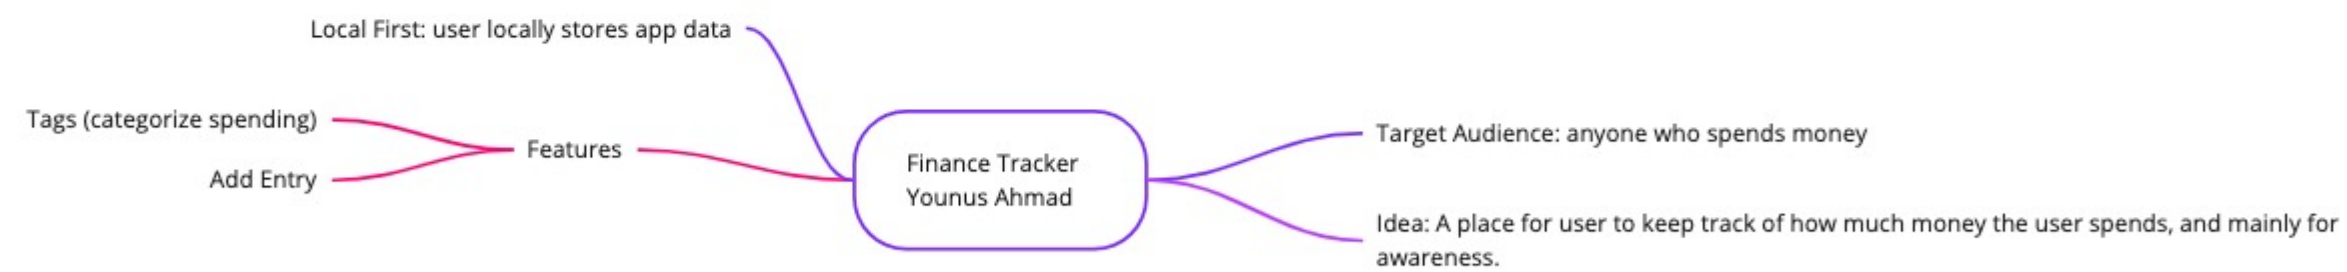 Local First: user locally stores app data
Tags (categorize spending)
Features
Add Entry
Finance Tracker
Younus Ahmad
Target Audience: anyone who spends money
Idea: A place for user to keep track of how much money the user spends, and mainly for
awareness.